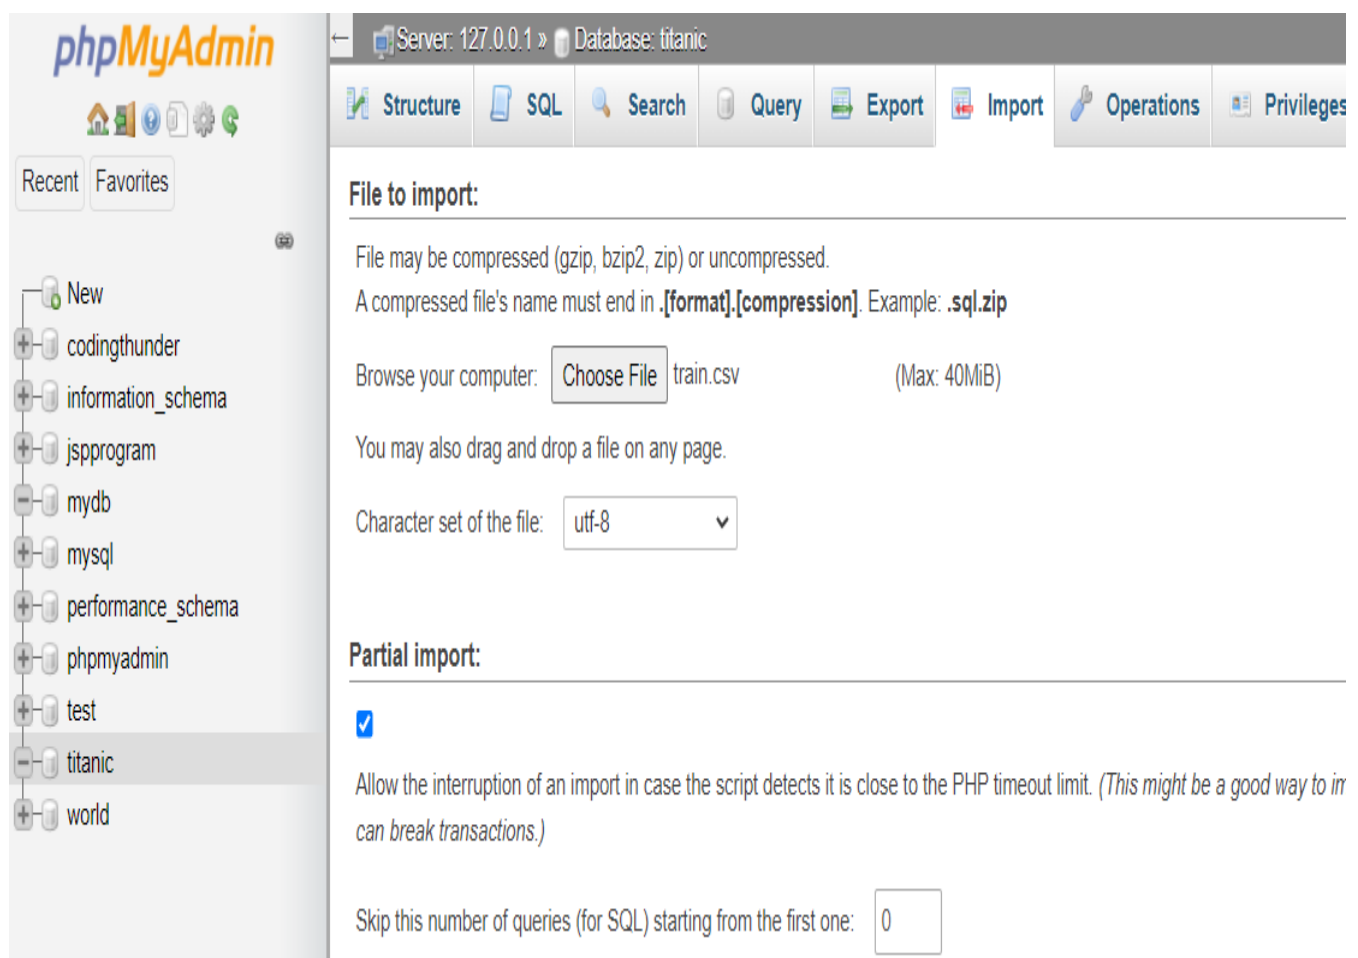 phpMyAdmin
Recent Favorites
New
codingthunder
information_schema
jspprogram
mydb
mysql
performance_schema
phpmyadmin
test
titanic
world
← Server: 127.0.0.1 » Database: titanic
Structure SQL Search Query Export Import Operations Privileges
File to import:
File may be compressed (gzip, bzip2, zip) or uncompressed.
A compressed file's name must end in .[format].[compression]. Example: .sql.zip
Browse your computer: Choose File train.csv (Max: 40MiB)
You may also drag and drop a file on any page.
Character set of the file: utf-8
Partial import:
Allow the interruption of an import in case the script detects it is close to the PHP timeout limit. (This might be a good way to im
can break transactions.)
Skip this number of queries (for SQL) starting from the first one: 0